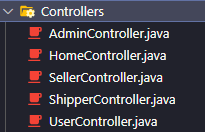 Controllers
AdminController.java
HomeController.java
SellerController.java
ShipperController.java
UserController.java